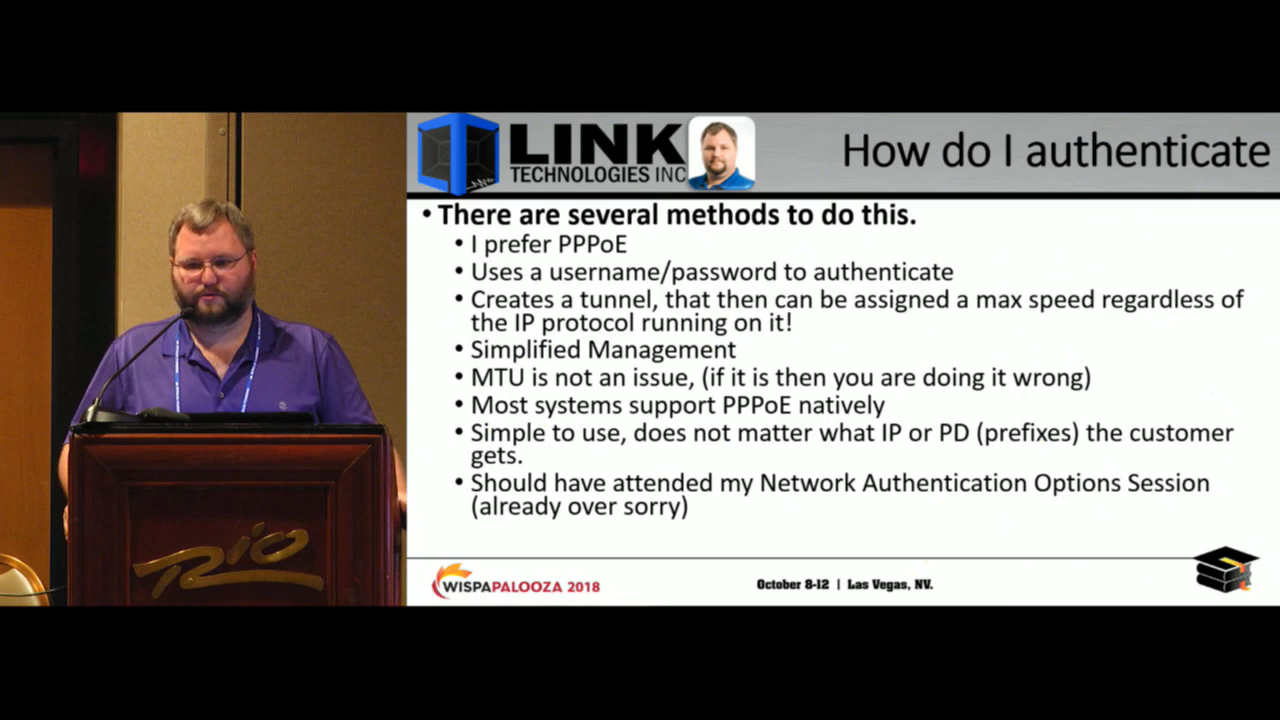 LINK
TECHNOLOGIES INC
How do I authenticate
• There are several methods to do this.
• I prefer PPPoE
• Uses a username/password to authenticate
• Creates a tunnel, that then can be assigned a max speed regardless of
the IP protocol running on it!
• Simplified Management
• MTU is not an issue, (if it is then you are doing it wrong)
• Most systems support PPPoE natively
• Simple to use, does not matter what IP or PD (prefixes) the customer
gets.
• Should have attended my Network Authentication Options Session
(already over sorry)
Rio
WISPAPALOOZA 2018
October 8-12 | Las Vegas, NV.